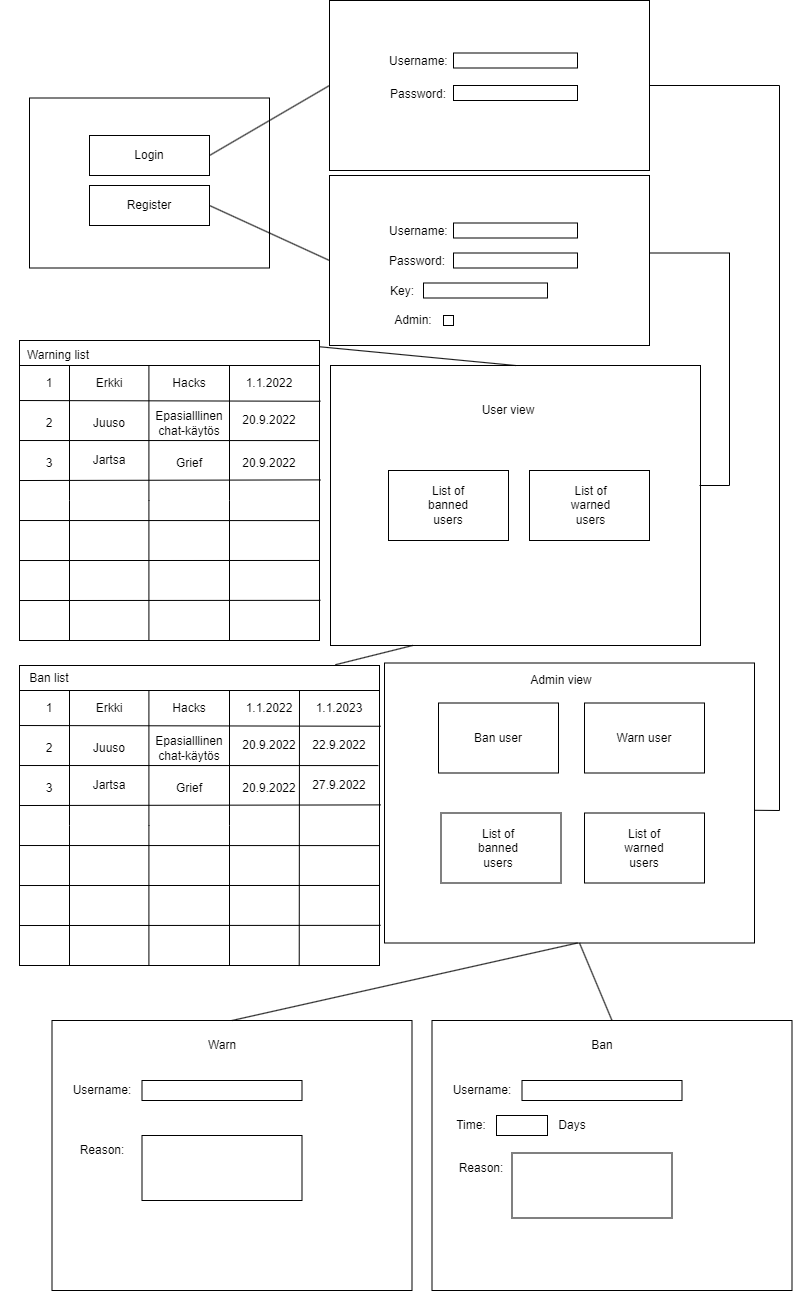 Username:
Password:
Login
Register
Username:
Password:
Key:
Admin:
Warning list
1 Erkki Hacks 1.1.2022
2 Juuso Epasialllinen chat-käytös 20.9.2022
3 Jartsa Grief 20.9.2022
User view
List of
banned
users
List of
warned
users
Ban list
1 Erkki Hacks 1.1.2022 1.1.2023
2 Juuso Epasialllinen chat-käytös 20.9.2022 22.9.2022
3 Jartsa Grief 20.9.2022 27.9.2022
Admin view
Ban user
Warn user
List of
banned
users
List of
warned
users
Warn
Username:
Reason:
Ban
Username:
Time: Days
Reason: